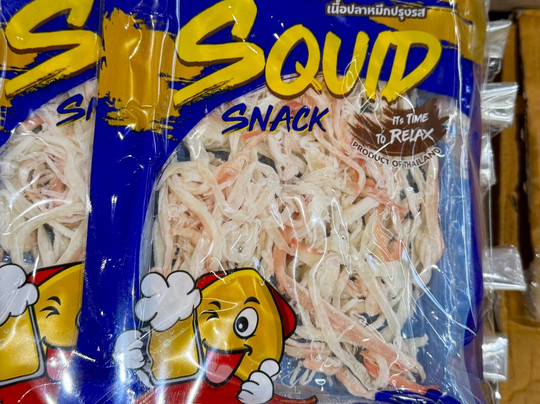 เนื้อปลาหมึกปรุงรส
SQUID
SNACK
It's TIME
TO RELAX
PRODUCT OF THAILAND
S
SN